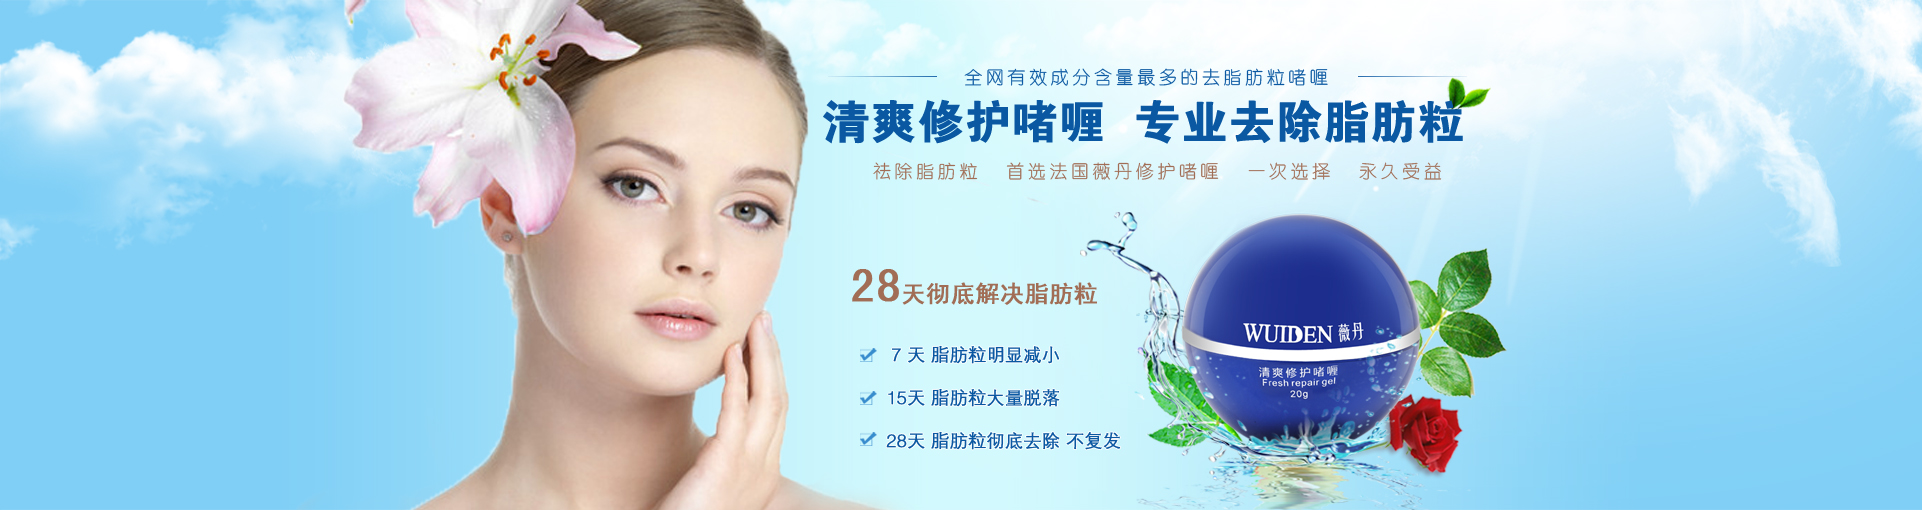 全网有效成分含量最多的去脂肪粒啫喱
清爽修护啫喱 专业去除脂肪粒
祛除脂肪粒 首选法国薇丹修护啫喱 一次选择 永久受益
28天彻底解决脂肪粒
7天 脂肪粒明显减小
15天 脂肪粒大量脱落
28天 脂肪粒彻底去除 不复发
WUIDEN 薇丹
清爽修护啫喱
Fresh repair gel
20g